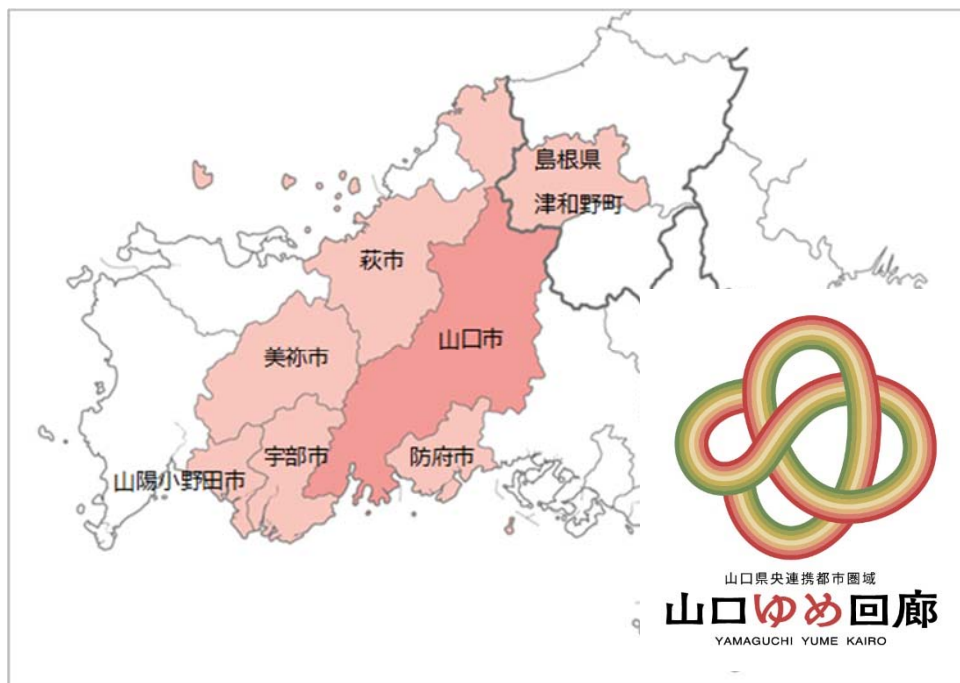 島根県
津和野町
萩市
山口市
美祢市
宇部市
防府市
山陽小野田市
山口県央連携都市圏域
山口ゆめ回廊
YAMAGUCHI YUME KAIRO